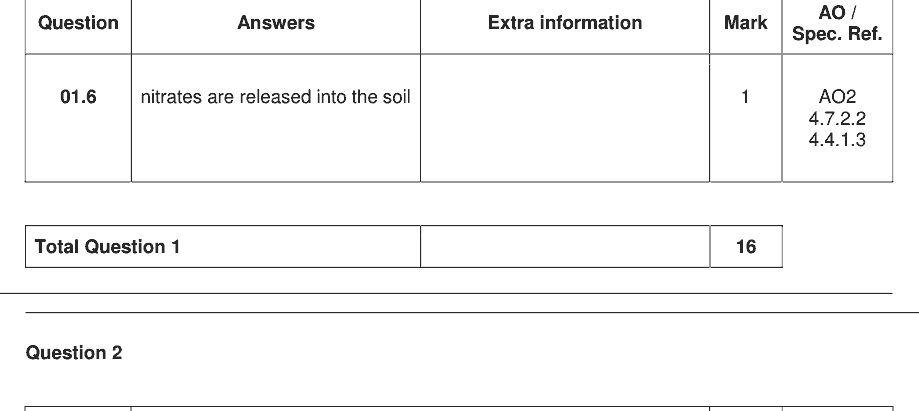 Question Answers Extra information Mark AO /
Spec. Ref.
01.6 nitrates are released into the soil 1 AO2
4.7.2.2
4.4.1.3
Total Question 1 16
Question 2